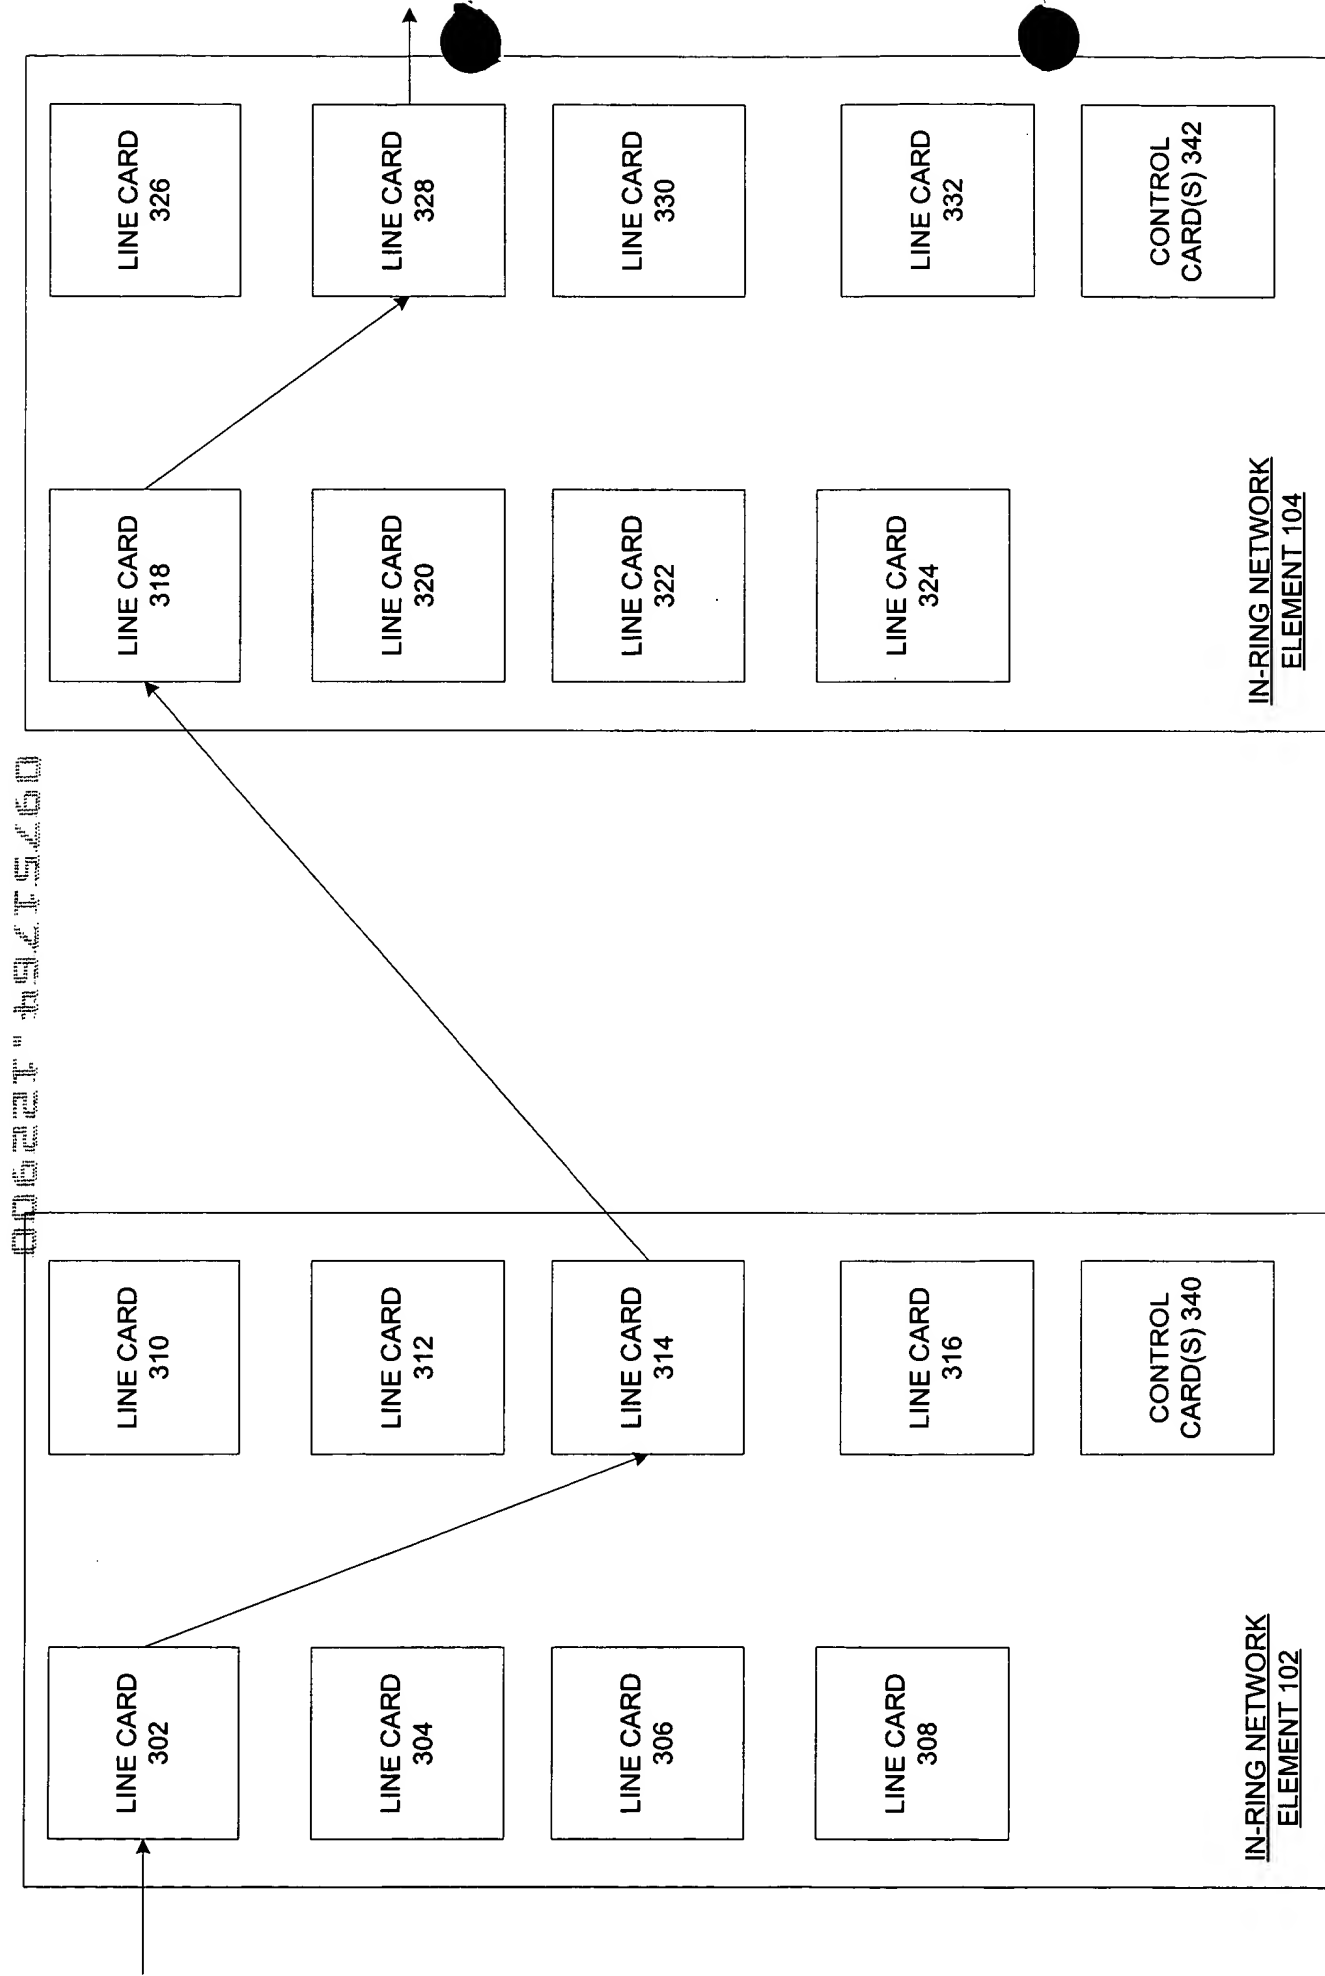 09751764.122900
LINE CARD
302
LINE CARD
304
LINE CARD
306
LINE CARD
308
LINE CARD
310
LINE CARD
312
LINE CARD
314
LINE CARD
316
CONTROL
CARD(S) 340
IN-RING NETWORK
ELEMENT 102
LINE CARD
318
LINE CARD
320
LINE CARD
322
LINE CARD
324
LINE CARD
326
LINE CARD
328
LINE CARD
330
LINE CARD
332
CONTROL
CARD(S) 342
IN-RING NETWORK
ELEMENT 104